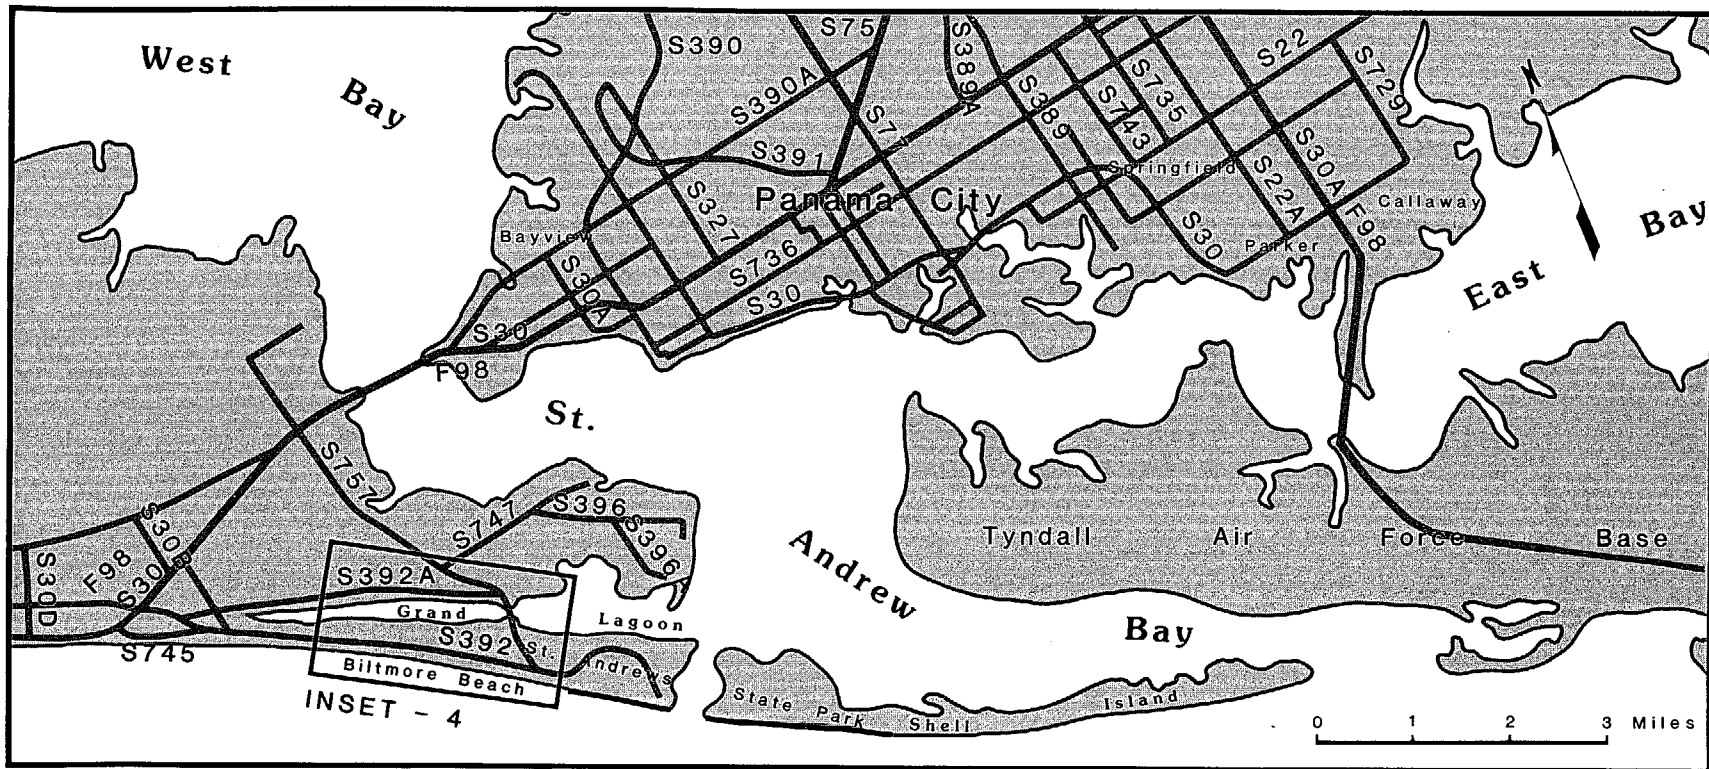 West Bay
S390
S75
S390A
S389A
S22
S729
S735
S743
S389
S7
S391
Springfield
S30A
S22A
Panama City
S327
Callaway
Bayview
S736
S30
Parker
F98
East Bay
N
S30A
S30
S30
F98
St. Andrew Bay
S757
S747
S396
S396
Tyndall Air Force Base
S30B
F98
S30
S30D
S392A
Grand Lagoon
S392
St. Andrews
S745
Biltmore Beach
INSET - 4
State Park
Shell Island
0 1 2 3 Miles